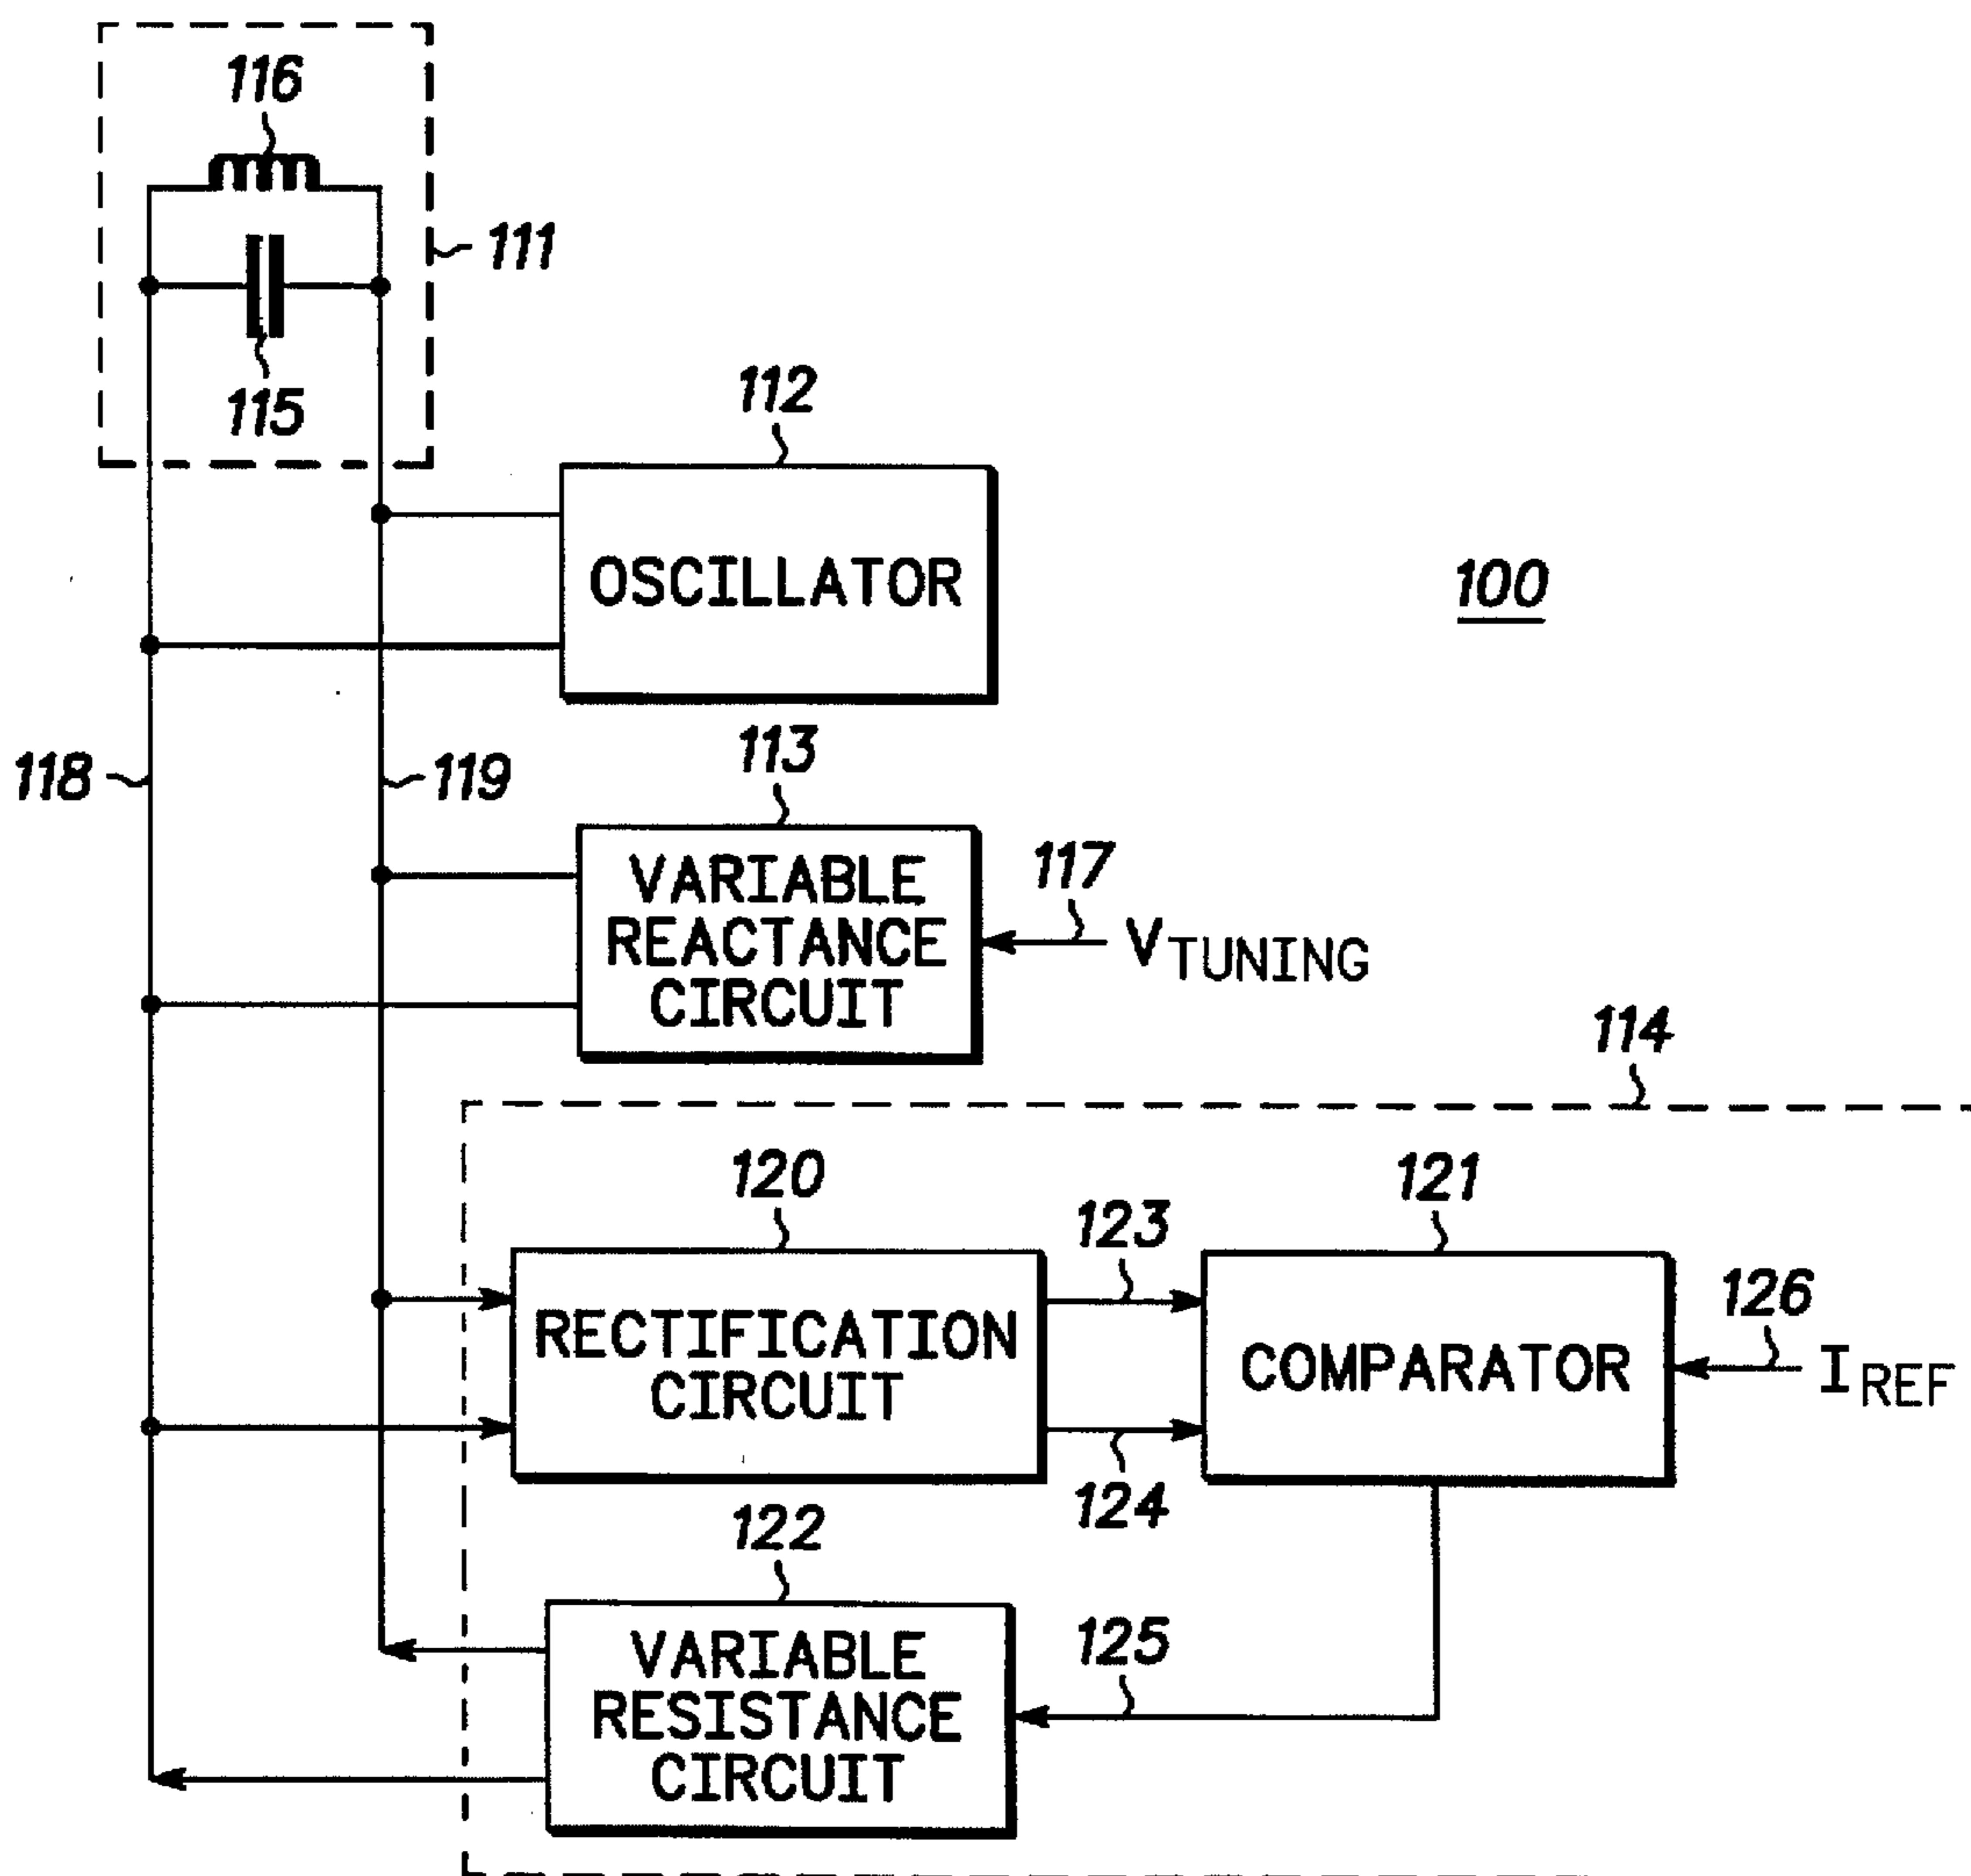 116
111
115
112
OSCILLATOR
100
118
119
113
VARIABLE
REACTANCE
CIRCUIT
117
VTUNING
114
120
RECTIFICATION
CIRCUIT
123
124
121
COMPARATOR
126
IREF
122
VARIABLE
RESISTANCE
CIRCUIT
125